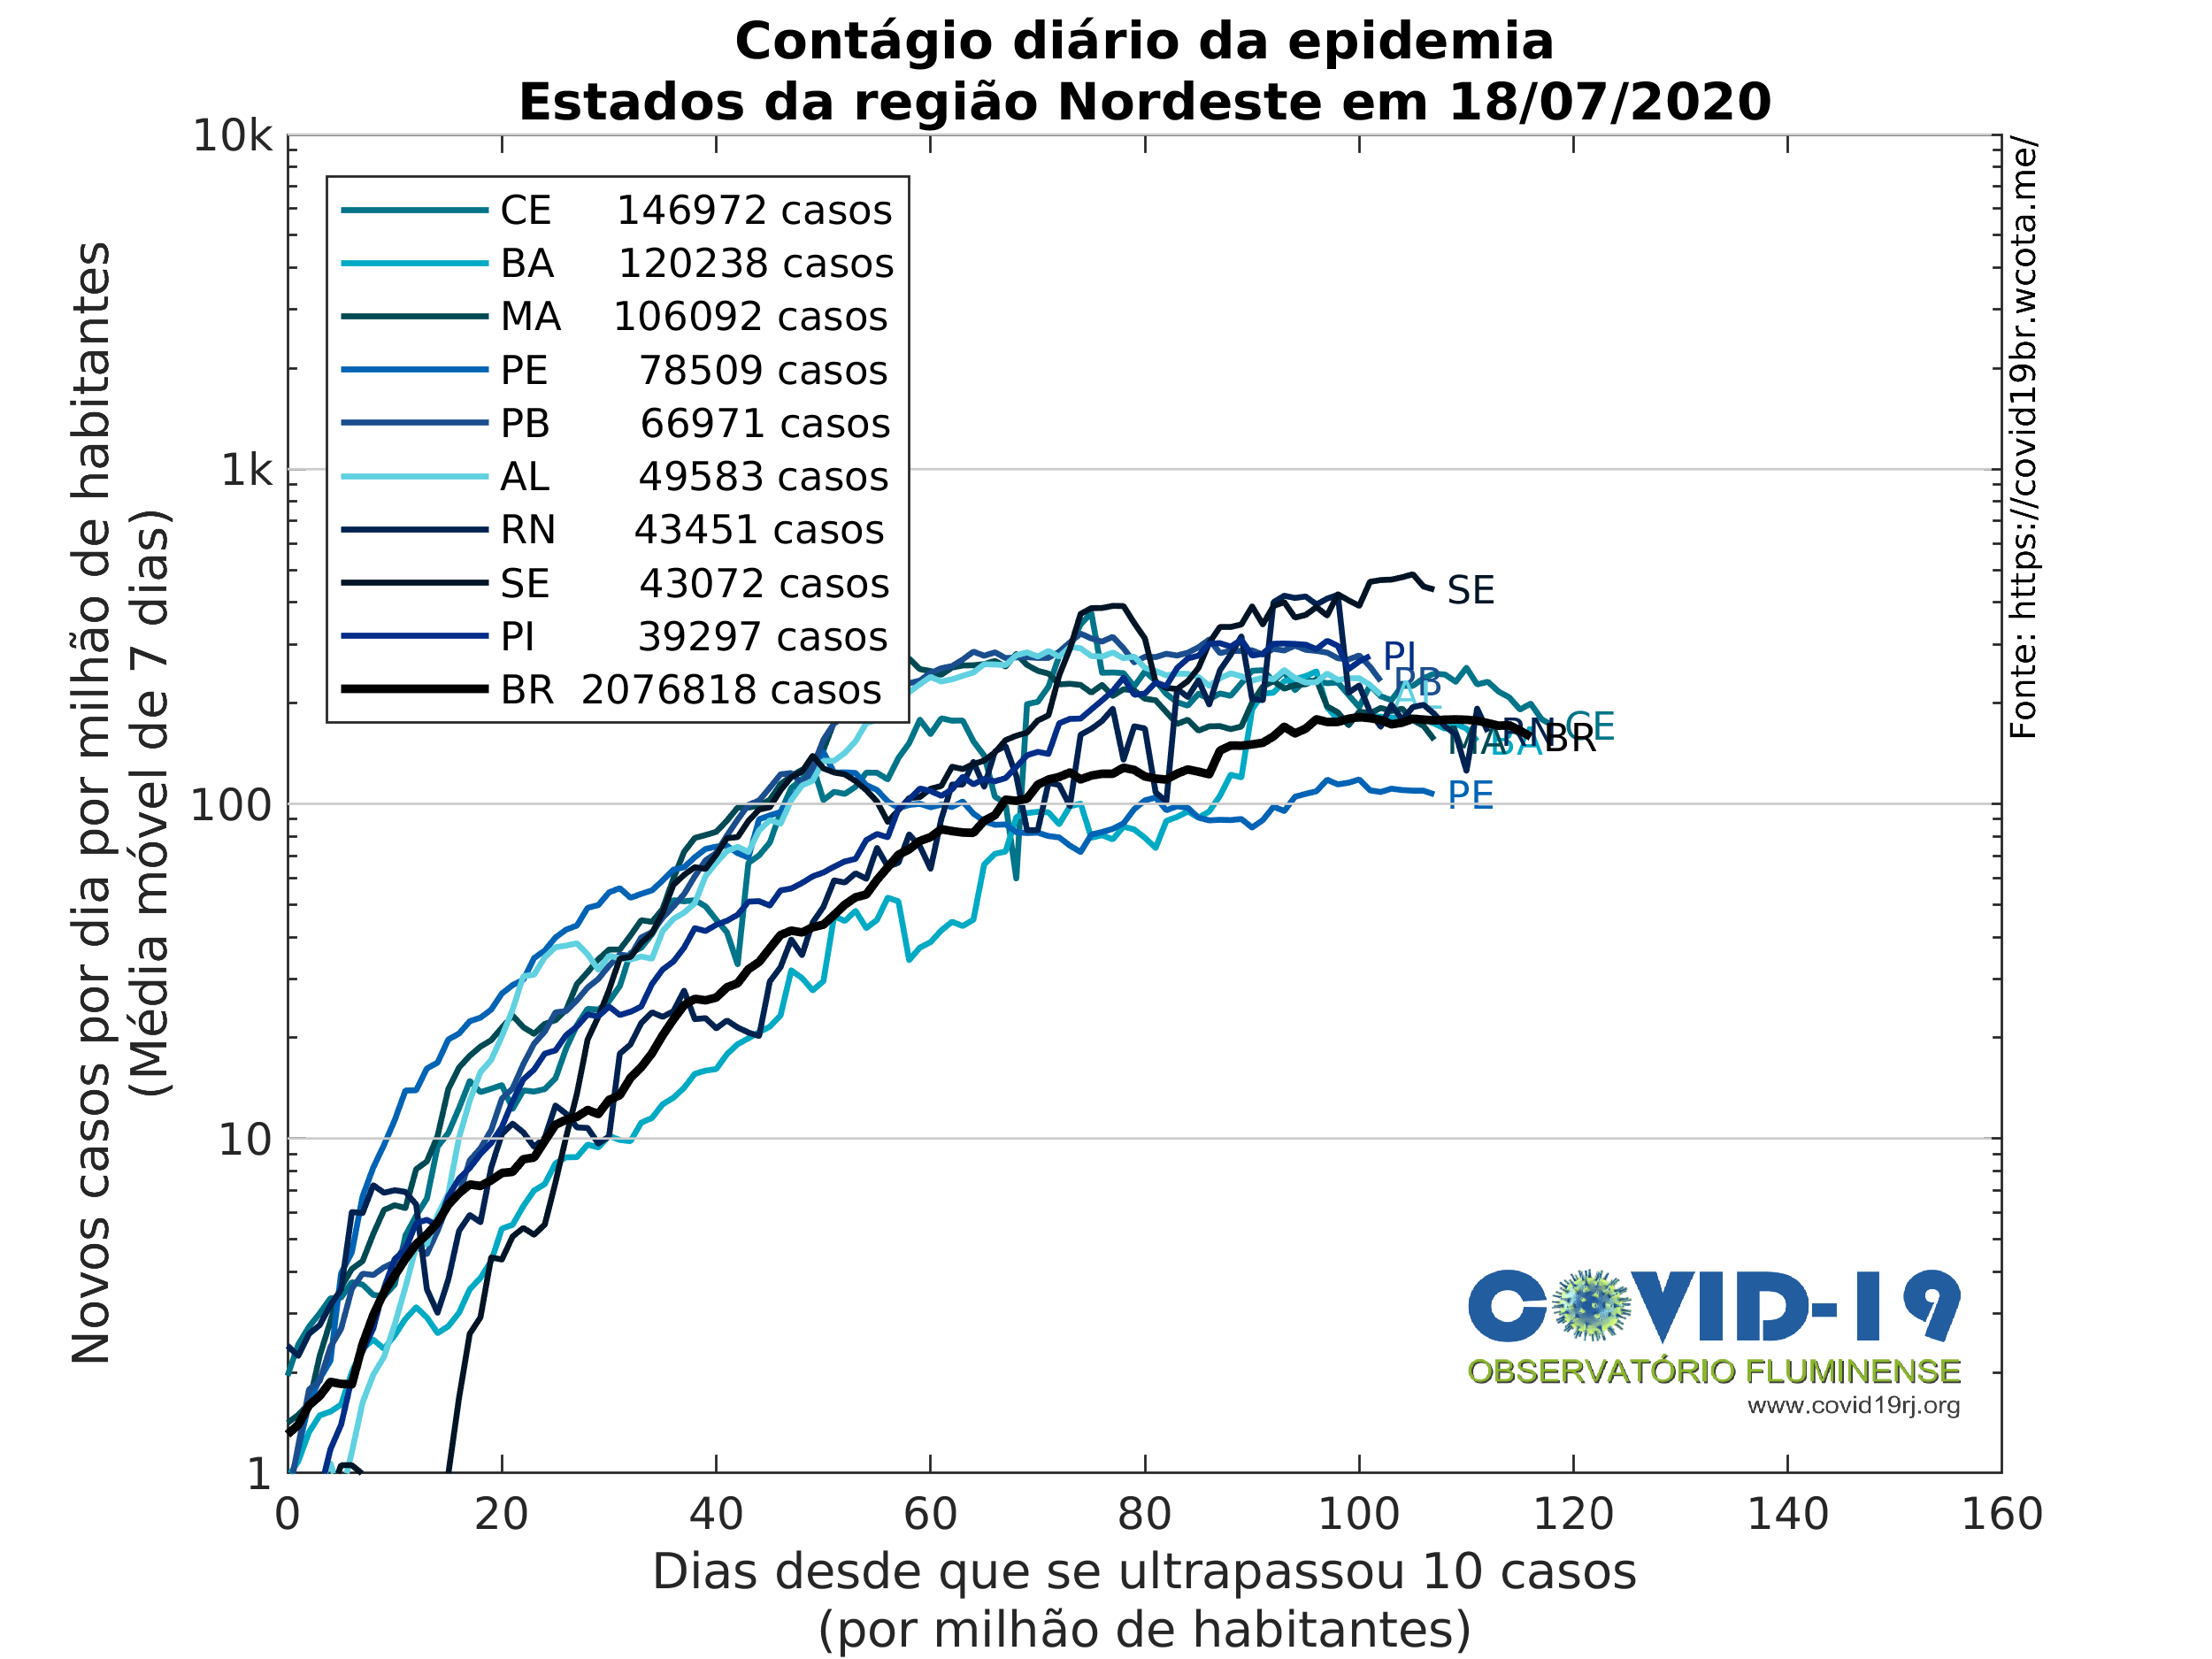 Contágio diário da epidemia
Estados da região Nordeste em 18/07/2020
Novos casos por dia por milhão de habitantes
(Média móvel de 7 dias)
10k
1k
100
10
1
CE 146972 casos
BA 120238 casos
MA 106092 casos
PE 78509 casos
PB 66971 casos
AL 49583 casos
RN 43451 casos
SE 43072 casos
PI 39297 casos
BR 2076818 casos
SE
PI
PB
AL
CE
RN
BR
MA
BA
PE
Fonte: https://covid19br.wcota.me/
COVID-19
OBSERVATÓRIO FLUMINENSE
www.covid19rj.org
0 20 40 60 80 100 120 140 160
Dias desde que se ultrapassou 10 casos
(por milhão de habitantes)